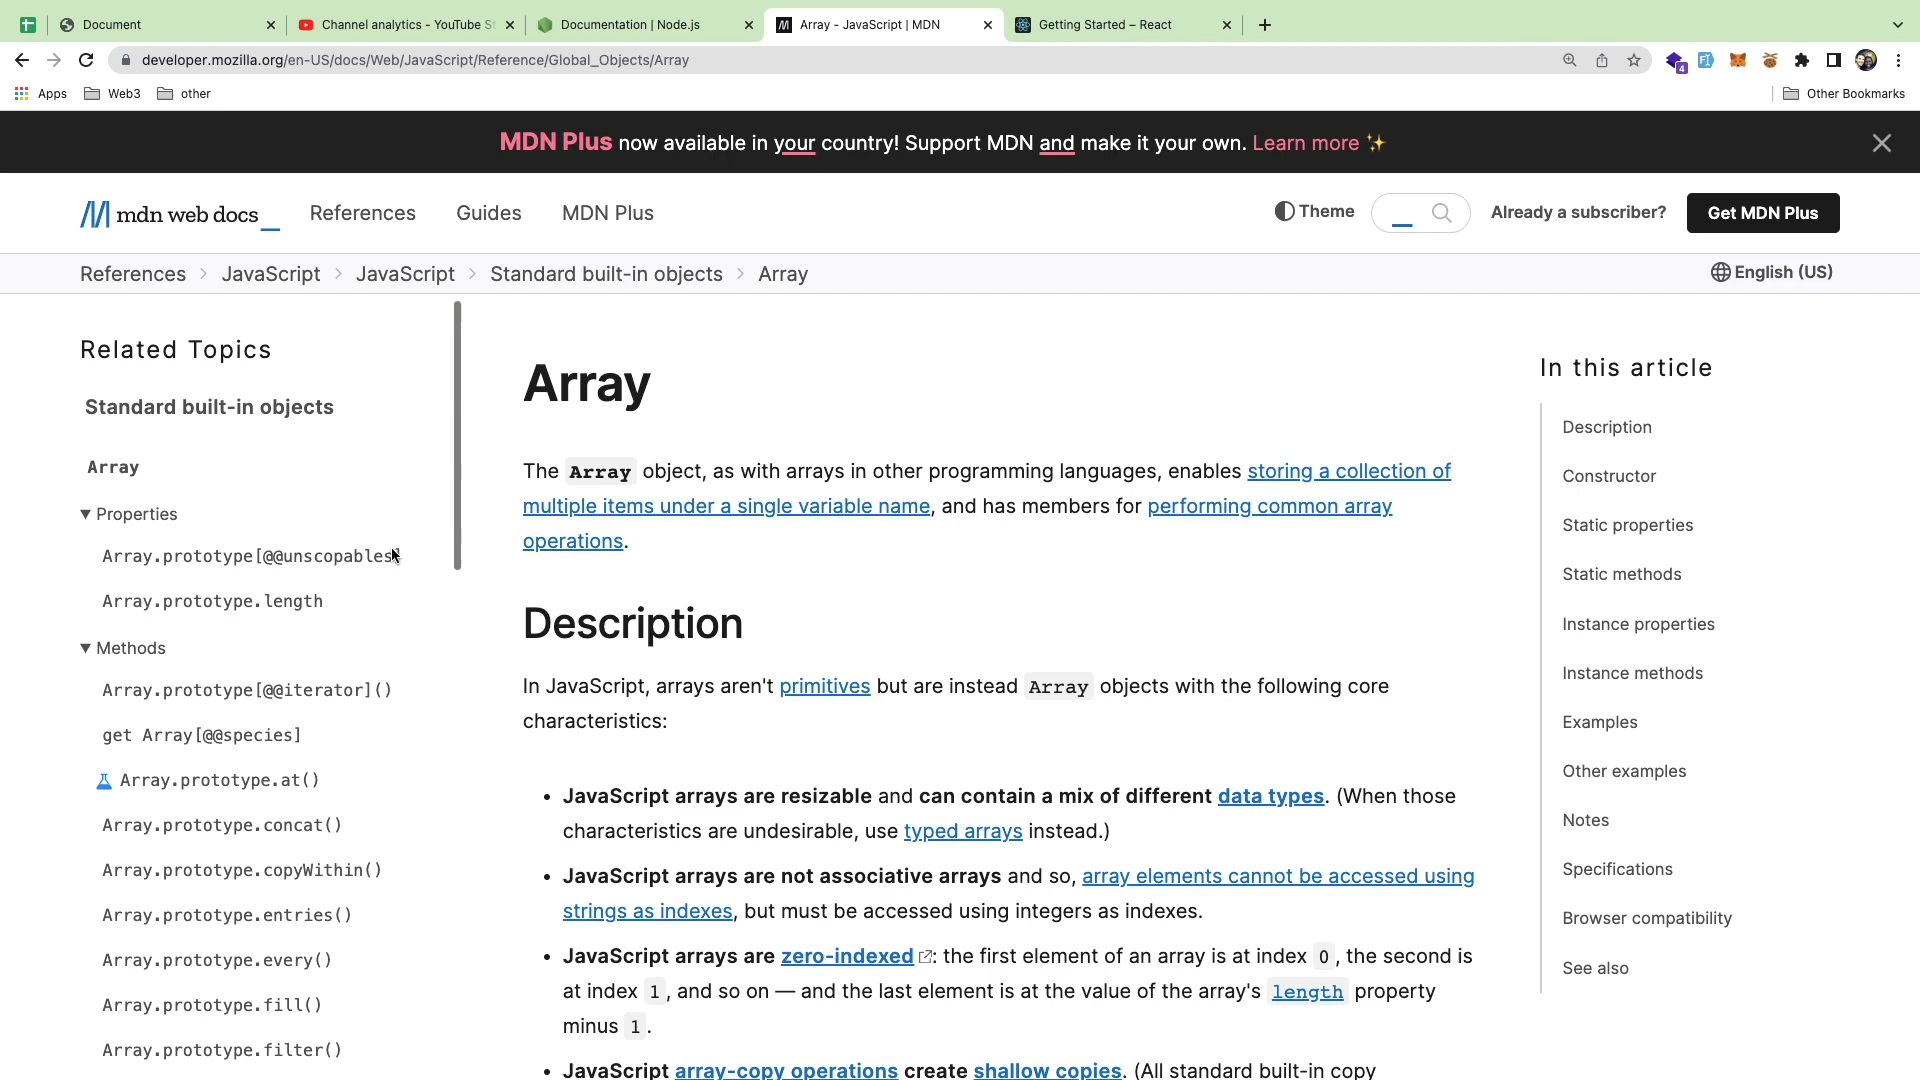 Document
Channel analytics - YouTube St
Documentation | Node.js
Array - JavaScript | MDN
Getting Started – React
developer.mozilla.org/en-US/docs/Web/JavaScript/Reference/Global_Objects/Array
4
Apps
Web3
other
Other Bookmarks
MDN Plus now available in your country! Support MDN and make it your own. Learn more ✨
mdn web docs_
References
Guides
MDN Plus
Theme
Already a subscriber?
Get MDN Plus
References > JavaScript > JavaScript > Standard built-in objects > Array
English (US)
Related Topics
Standard built-in objects
Array
▼ Properties
Array.prototype[@@unscopables]
Array.prototype.length
▼ Methods
Array.prototype[@@iterator]()
get Array[@@species]
Array.prototype.at()
Array.prototype.concat()
Array.prototype.copyWithin()
Array.prototype.entries()
Array.prototype.every()
Array.prototype.fill()
Array.prototype.filter()
Array
The Array object, as with arrays in other programming languages, enables storing a collection of
multiple items under a single variable name, and has members for performing common array
operations.
Description
In JavaScript, arrays aren't primitives but are instead Array objects with the following core
characteristics:
• JavaScript arrays are resizable and can contain a mix of different data types. (When those
characteristics are undesirable, use typed arrays instead.)
• JavaScript arrays are not associative arrays and so, array elements cannot be accessed using
strings as indexes, but must be accessed using integers as indexes.
• JavaScript arrays are zero-indexed: the first element of an array is at index 0, the second is
at index 1, and so on — and the last element is at the value of the array's length property
minus 1.
• JavaScript array-copy operations create shallow copies. (All standard built-in copy
In this article
Description
Constructor
Static properties
Static methods
Instance properties
Instance methods
Examples
Other examples
Notes
Specifications
Browser compatibility
See also